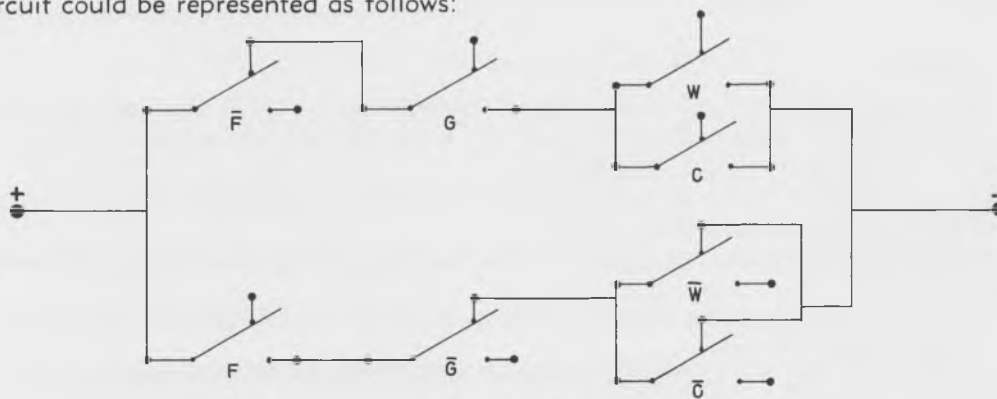 rcuit could be represented as follows:
F̅ G W
C
+ -
W̅
F G̅
C̅